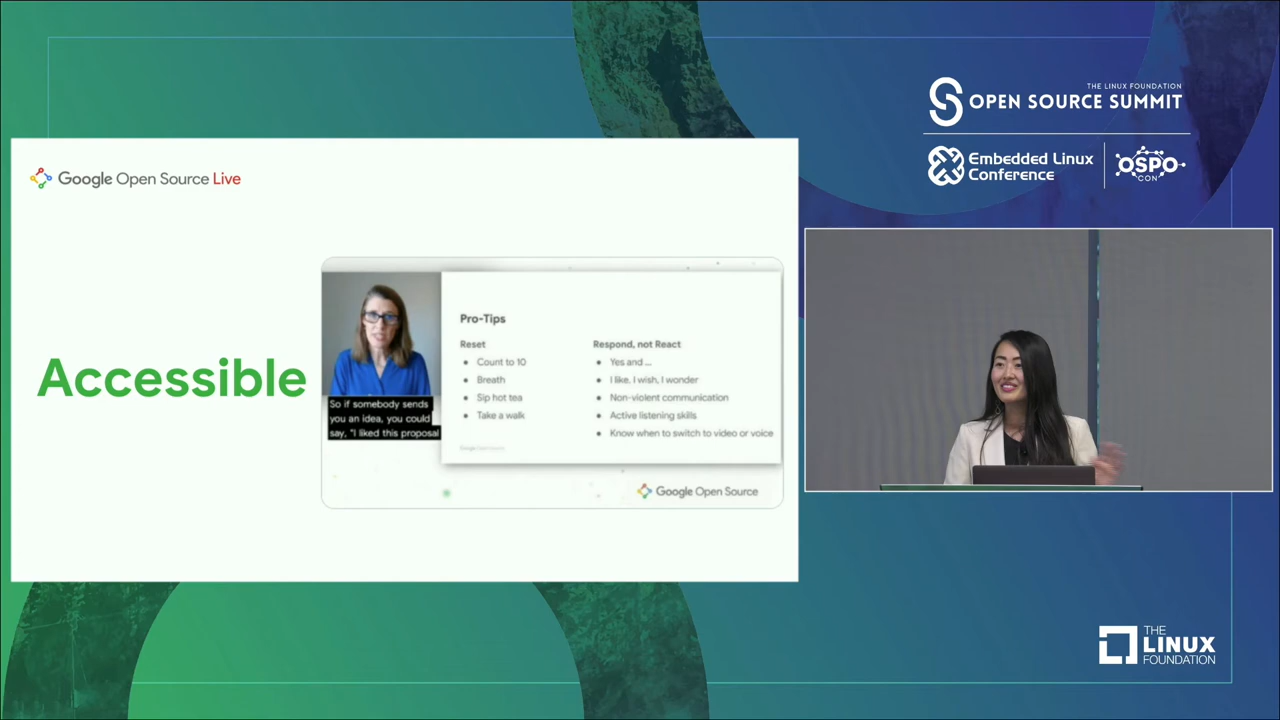 THE LINUX FOUNDATION
OPEN SOURCE SUMMIT
Embedded Linux
Conference
OSPO
CON
Google Open Source Live
Accessible
Pro-Tips
Reset
Count to 10
Breath
Sip hot tea
Take a walk
Respond, not React
Yes and ...
I like, I wish, I wonder
Non-violent communication
Active listening skills
Know when to switch to video or voice
So if somebody sends
you an idea, you could
say, "I liked this proposal
Google Open Source
THE
LINUX
FOUNDATION